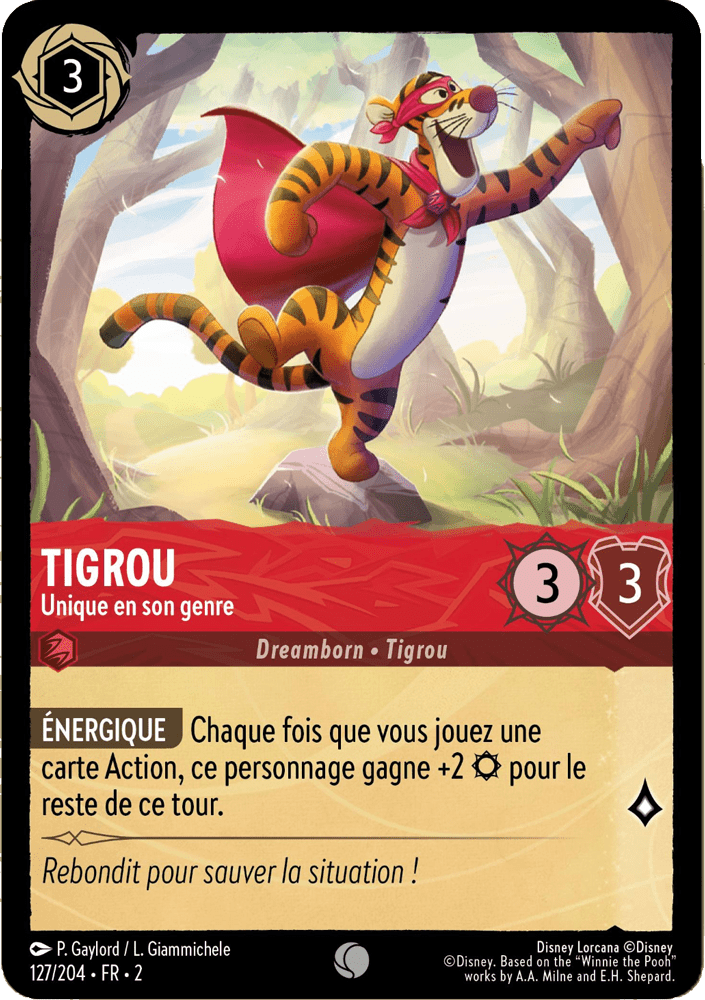 3
TIGROU
Unique en son genre
3
3
Dreamborn • Tigrou
ÉNERGIQUE Chaque fois que vous jouez une
carte Action, ce personnage gagne +2 pour le
reste de ce tour.
Rebondit pour sauver la situation !
P. Gaylord / L. Giammichele
127/204 • FR • 2
Disney Lorcana ©Disney
©Disney. Based on the “Winnie the Pooh”
works by A.A. Milne and E.H. Shepard.